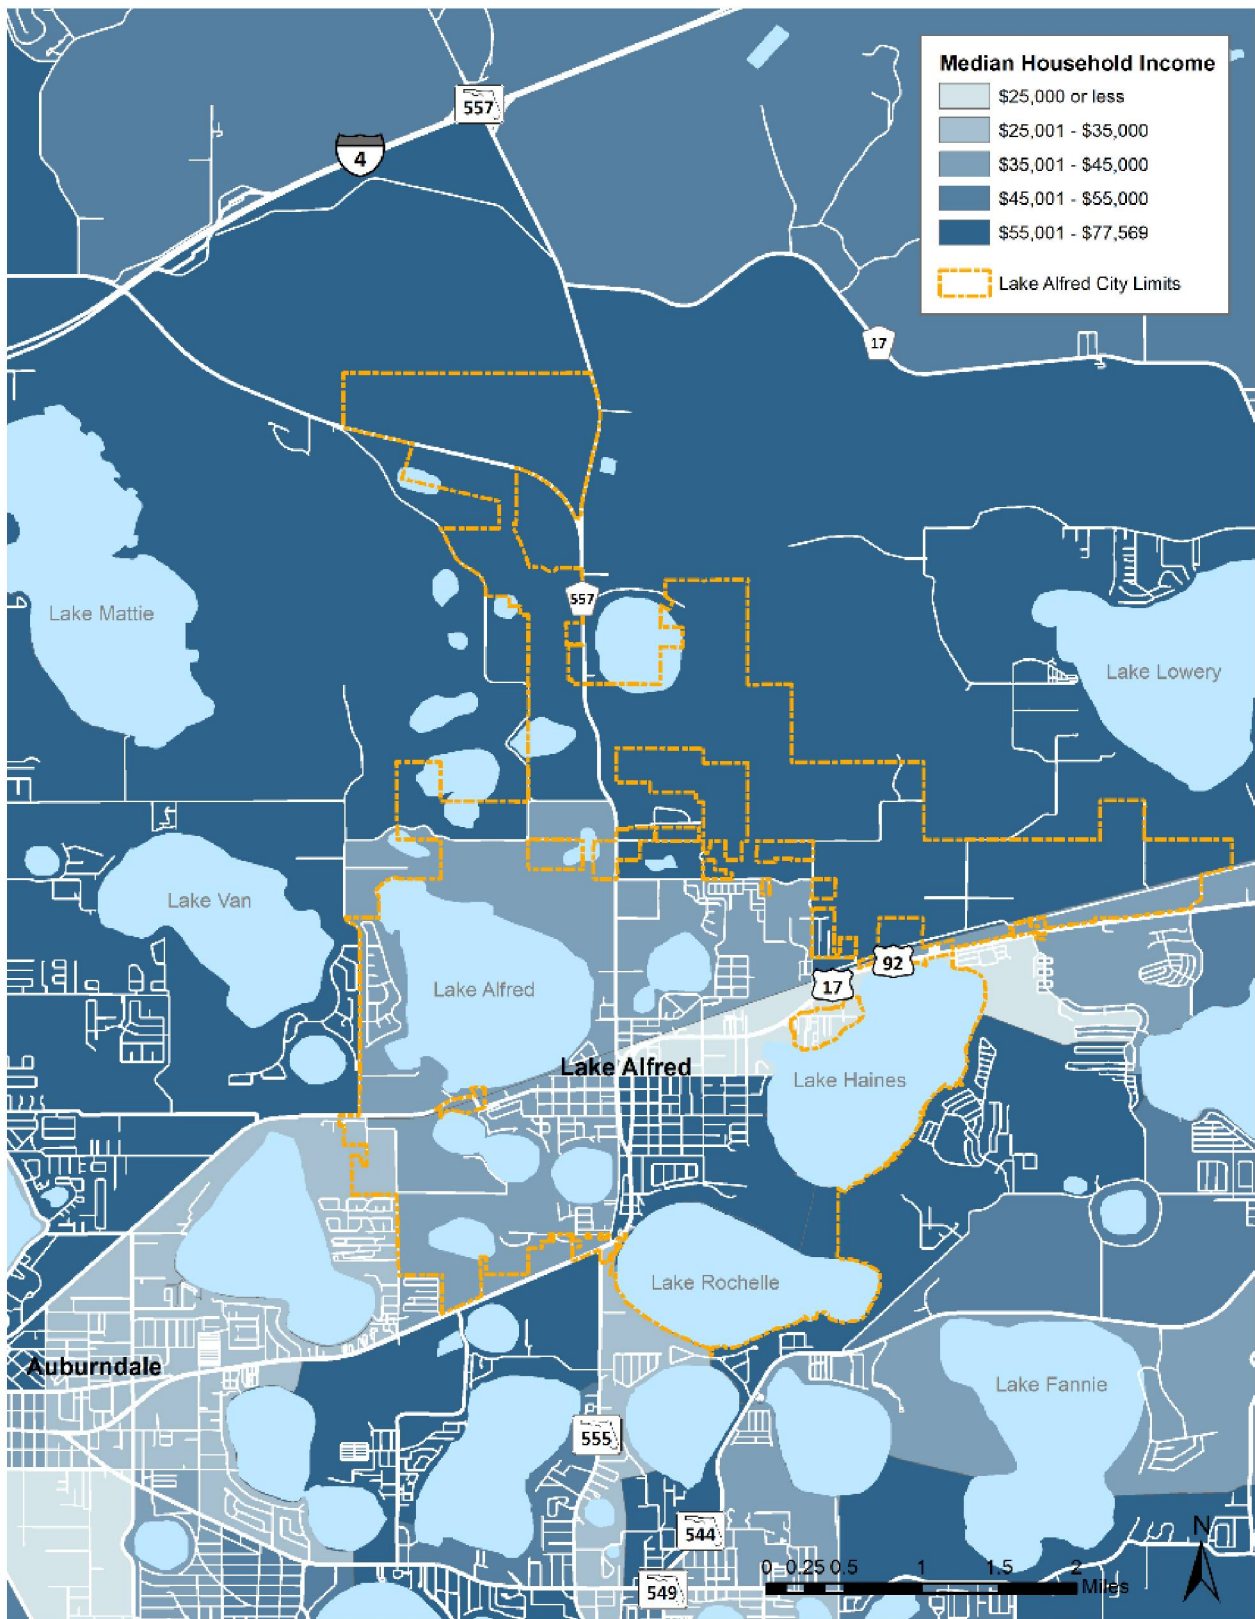 Median Household Income
$25,000 or less
$25,001 - $35,000
$35,001 - $45,000
$45,001 - $55,000
$55,001 - $77,569
Lake Alfred City Limits
557
4
17
557
Lake Mattie
Lake Lowery
Lake Van
92
17
Lake Alfred
Lake Alfred
Lake Haines
Lake Rochelle
Auburndale
Lake Fannie
555
544
549
N
0 0.25 0.5 1 1.5 2
Miles